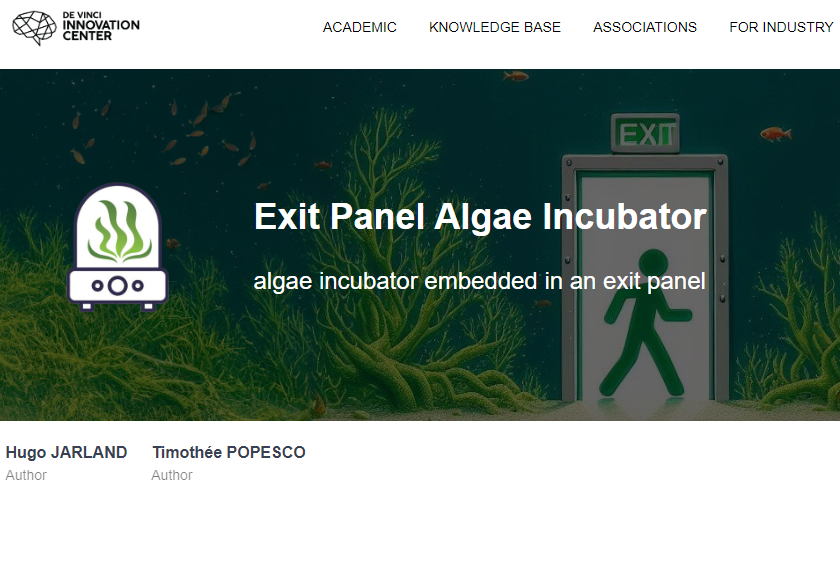 DE VINCI
INNOVATION
CENTER
ACADEMIC KNOWLEDGE BASE ASSOCIATIONS FOR INDUSTRY
EXIT
Exit Panel Algae Incubator
algae incubator embedded in an exit panel
Hugo JARLAND Timothée POPESCO
Author Author